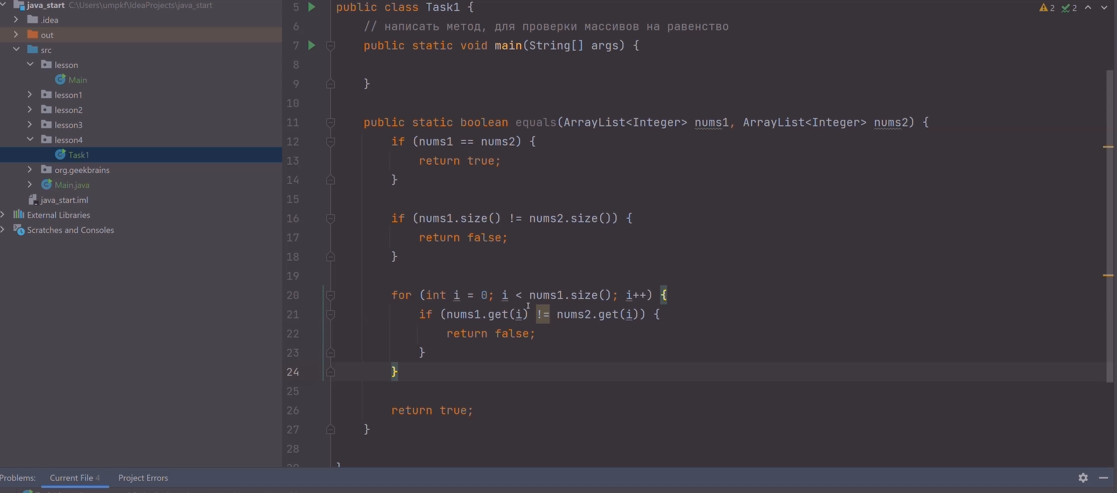 java_start C:\Users\umpkf\IdeaProjects\java_start
.idea
out
src
lesson
Main
lesson1
lesson2
lesson3
lesson4
Task1
org.geekbrains
Main.java
java_start.iml
External Libraries
Scratches and Consoles
5 public class Task1 {
6 // написать метод, для проверки массивов на равенство
7 public static void main(String[] args) {
8
9 }
10
11 public static boolean equals(ArrayList<Integer> nums1, ArrayList<Integer> nums2) {
12 if (nums1 == nums2) {
13 return true;
14 }
15
16 if (nums1.size() != nums2.size()) {
17 return false;
18 }
19
20 for (int i = 0; i < nums1.size(); i++) {
21 if (nums1.get(i) != nums2.get(i)) {
22 return false;
23 }
24 }
25
26 return true;
27 }
28
2 2
Problems: Current File 4 Project Errors